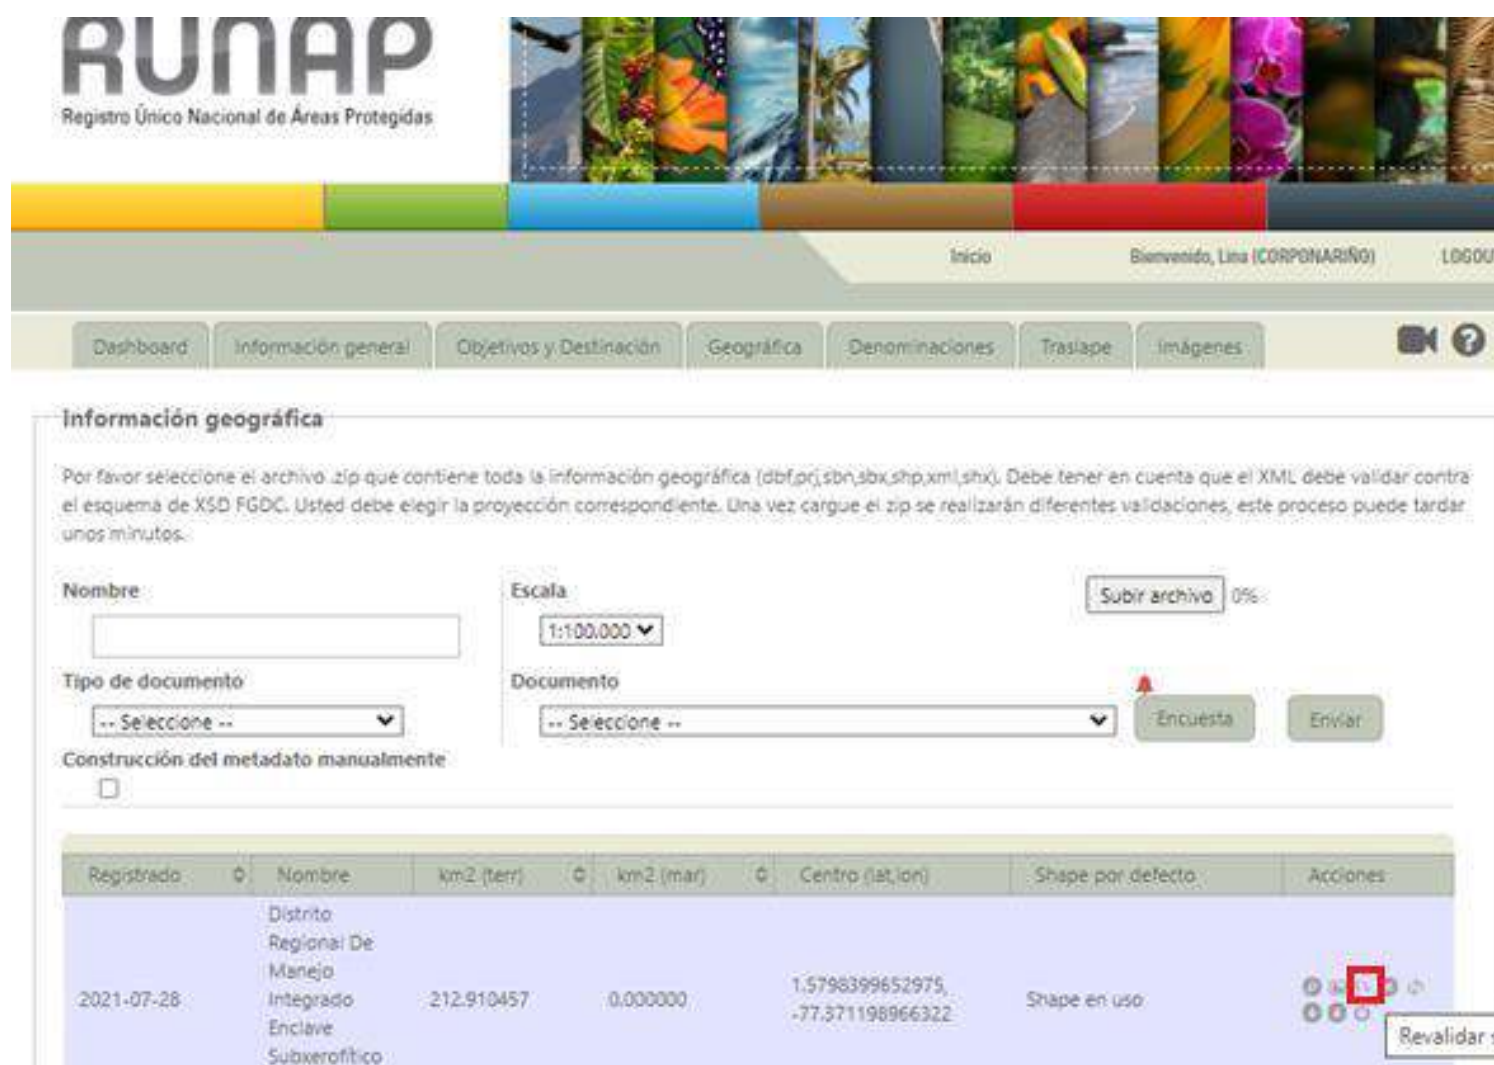 RUNAP
Registro Único Nacional de Áreas Protegidas
Inicio
Bienvenido, Lina (CORPONARIÑO)
LOGOU
Dashboard
Información general
Objetivos y Destinación
Geográfica
Denominaciones
Traslape
Imágenes
Información geográfica
Por favor seleccione el archivo .zip que contiene toda la información geográfica (dbf,prj,sbn,sbx,shp,xml,shx). Debe tener en cuenta que el XML debe validar contra
el esquema de XSD FGDC. Usted debe elegir la proyección correspondiente. Una vez cargue el zip se realizarán diferentes validaciones, este proceso puede tardar
unos minutos.
Nombre
Escala
Subir archivo 0%
1:100.000
Tipo de documento
Documento
-- Seleccione --
-- Seleccione --
Encuesta
Enviar
Construcción del metadato manualmente
Registrado
Nombre
km2 (terr)
km2 (mar)
Centro (lat,lon)
Shape por defecto
Acciones
2021-07-28
Distrito
Regional De
Manejo
Integrado
Enclave
Subxerofítico
212.910457
0.000000
1.5798399652975,
-77.371198966322
Shape en uso
Revalidar s